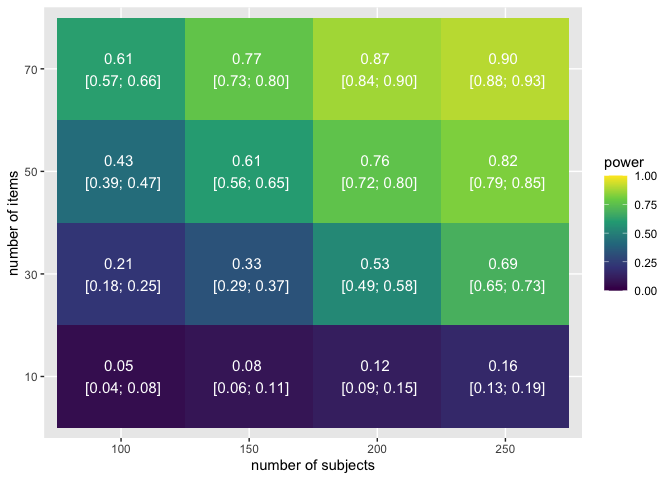 0.61 0.77 0.87 0.90
70 [0.57; 0.66] [0.73; 0.80] [0.84; 0.90] [0.88; 0.93]
0.43 0.61 0.76 0.82
50 [0.39; 0.47] [0.56; 0.65] [0.72; 0.80] [0.79; 0.85]
0.21 0.33 0.53 0.69
30 [0.18; 0.25] [0.29; 0.37] [0.49; 0.58] [0.65; 0.73]
0.05 0.08 0.12 0.16
10 [0.04; 0.08] [0.06; 0.11] [0.09; 0.15] [0.13; 0.19]
number of items
100 150 200 250
number of subjects
power
1.00
0.75
0.50
0.25
0.00